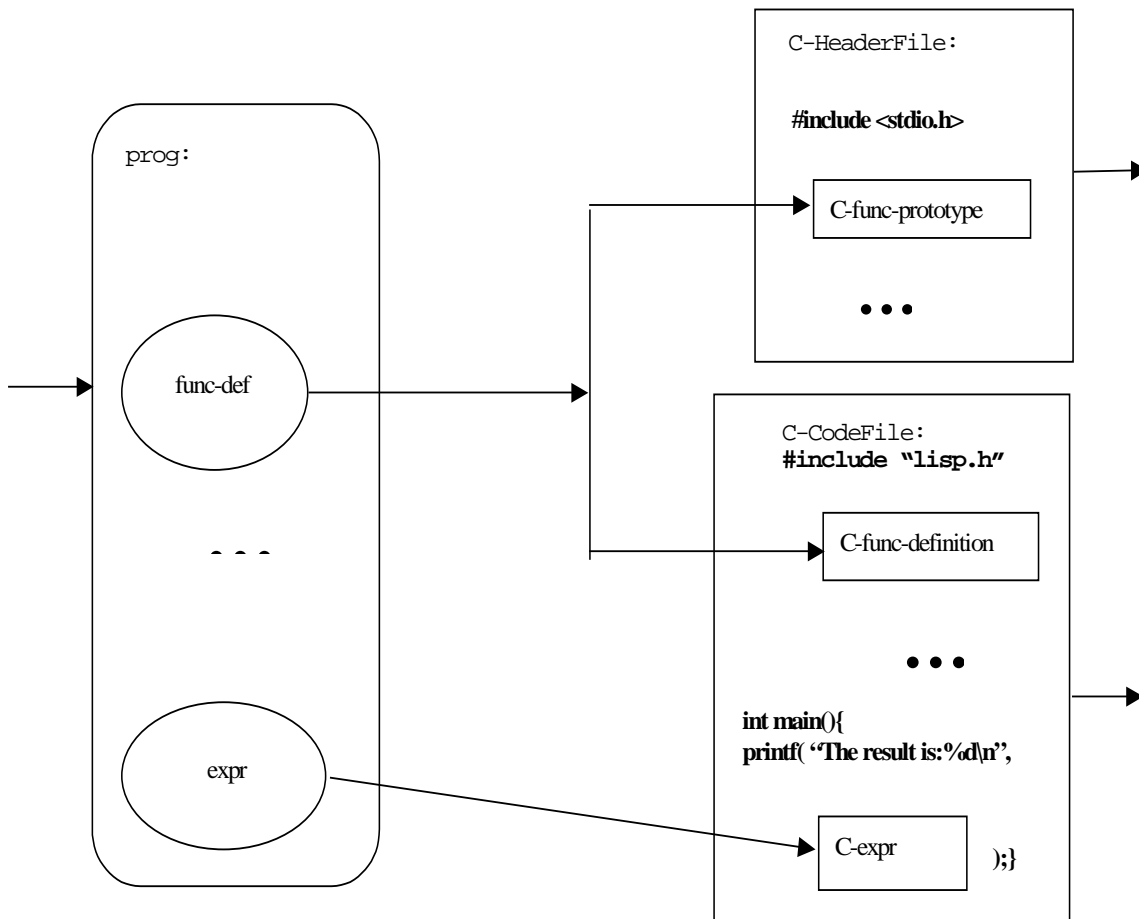 C-HeaderFile:
#include <stdio.h>
prog:
C-func-prototype
• • •
func-def
C-CodeFile:
#include “lisp.h”
C-func-definition
• • •
• • •
int main(){
printf( “The result is:%d\n”,
expr
C-expr
);}